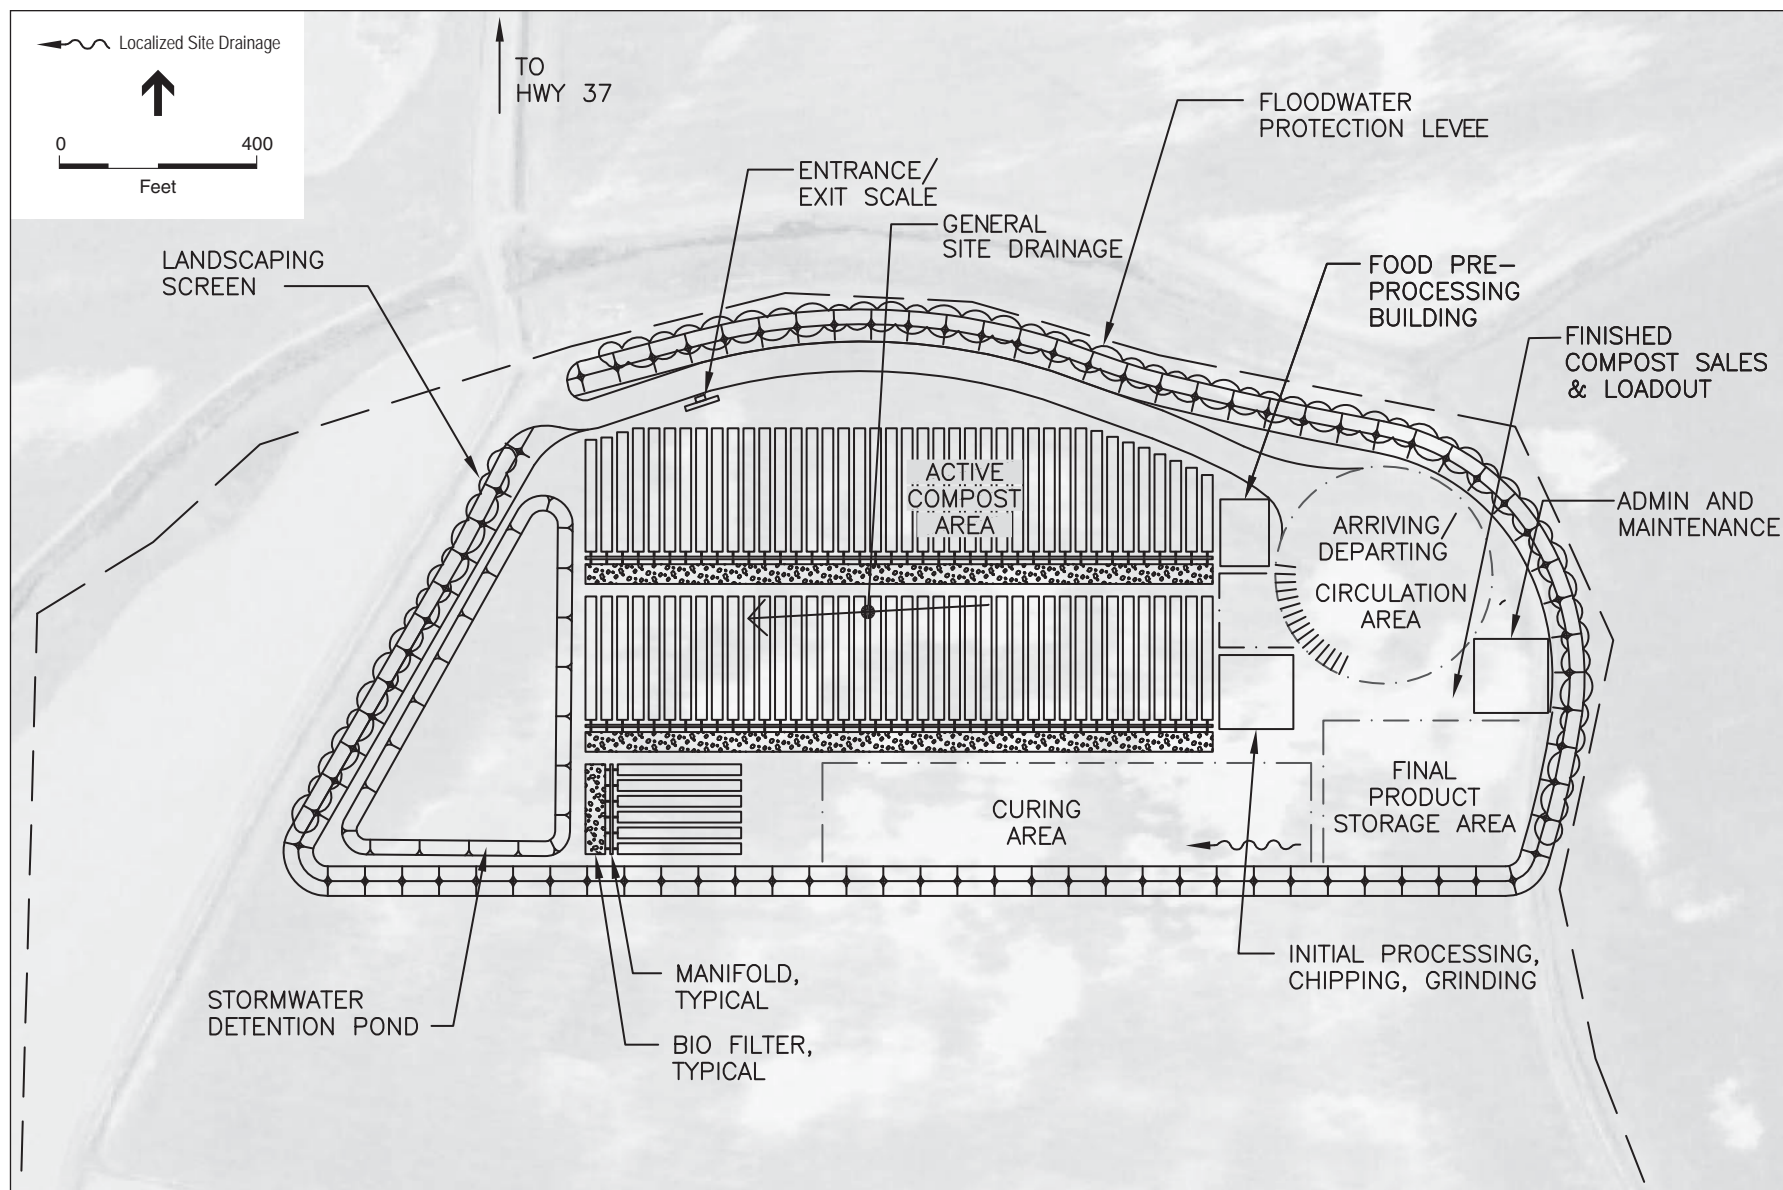 Localized Site Drainage
0 400
Feet
TO
HWY 37
FLOODWATER
PROTECTION LEVEE
ENTRANCE/
EXIT SCALE
GENERAL
SITE DRAINAGE
LANDSCAPING
SCREEN
FOOD PRE-
PROCESSING
BUILDING
FINISHED
COMPOST SALES
& LOADOUT
ACTIVE
COMPOST
AREA
ADMIN AND
MAINTENANCE
ARRIVING/
DEPARTING
CIRCULATION
AREA
CURING
AREA
FINAL
PRODUCT
STORAGE AREA
INITIAL PROCESSING,
CHIPPING, GRINDING
MANIFOLD,
TYPICAL
STORMWATER
DETENTION POND
BIO FILTER,
TYPICAL